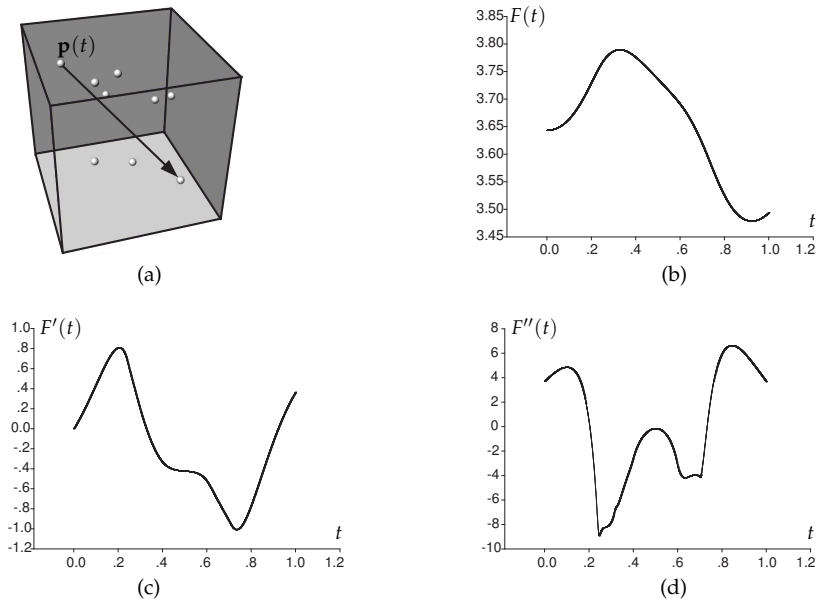 p(t)
(a)
F(t)
3.85
3.80
3.75
3.70
3.65
3.60
3.55
3.50
3.45
0.0 .2 .4 .6 .8 1.0 1.2
t
(b)
F′(t)
1.0
.8
.6
.4
.2
0.0
-.2
-.4
-.6
-.8
-1.0
-1.2
0.0 .2 .4 .6 .8 1.0 1.2
t
(c)
F″(t)
8
6
4
2
0
-2
-4
-6
-8
-10
0.0 .2 .4 .6 .8 1.0 1.2
t
(d)